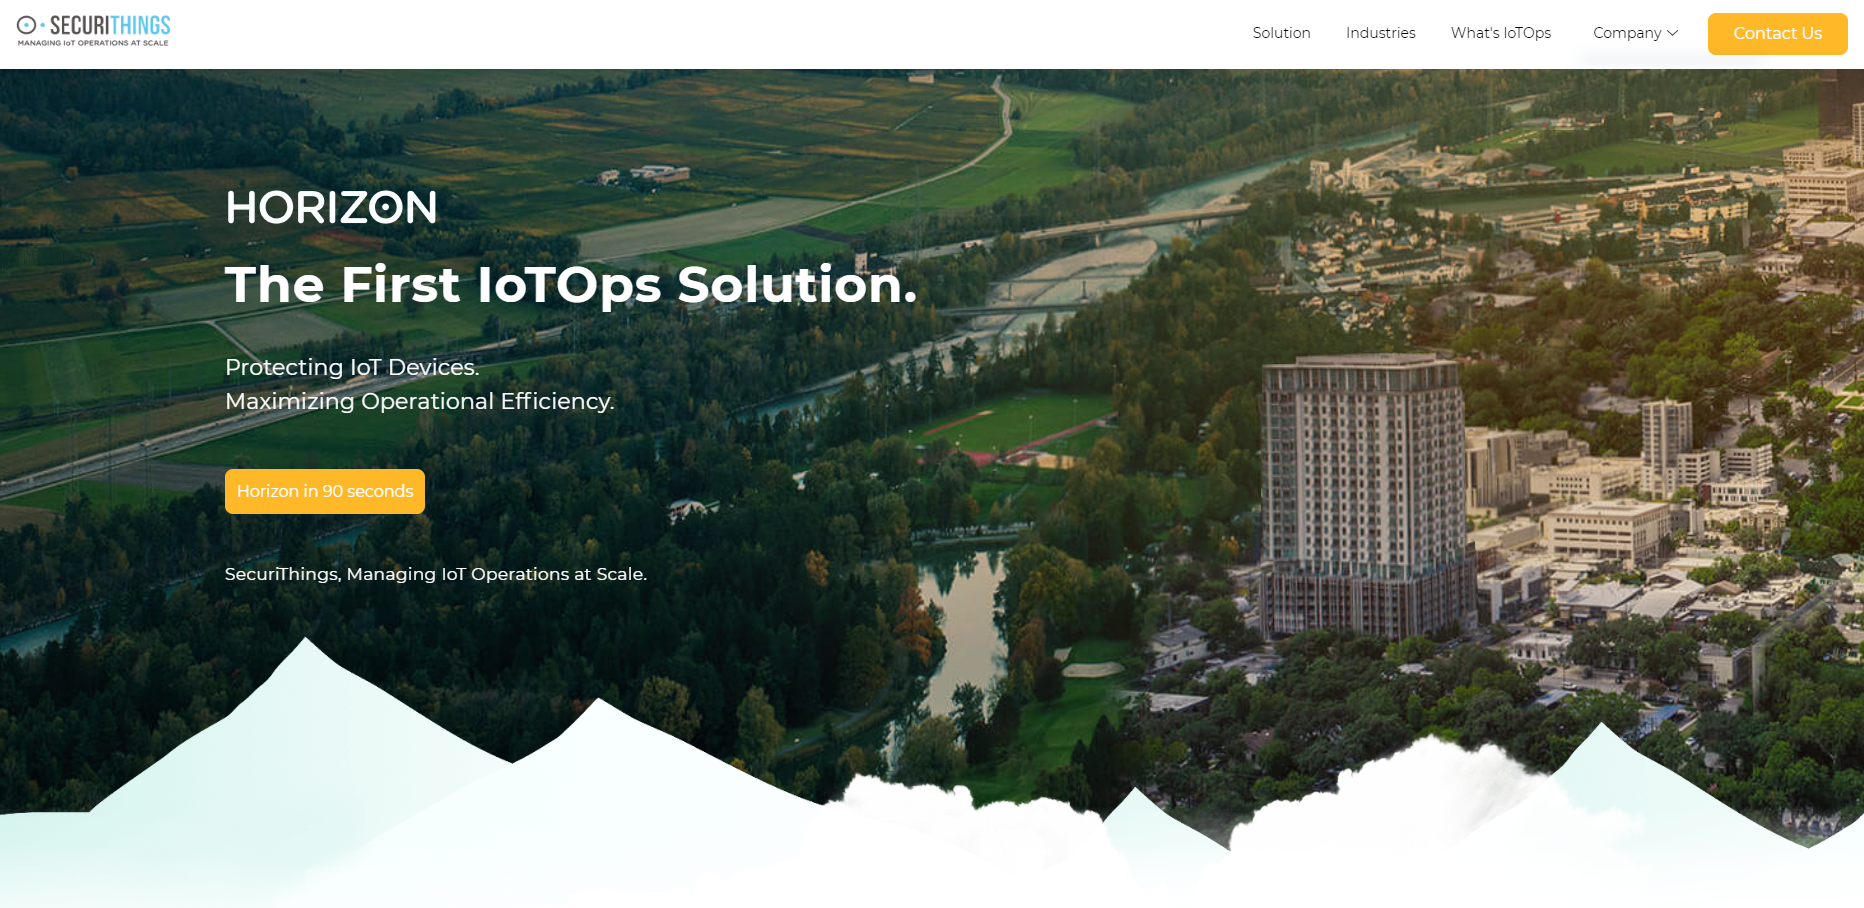 SECURITHINGS
MANAGING IoT OPERATIONS AT SCALE
Solution
Industries
What's IoTOps
Company
Contact Us
HORIZON
The First IoTOps Solution.
Protecting IoT Devices.
Maximizing Operational Efficiency.
Horizon in 90 seconds
SecuriThings, Managing IoT Operations at Scale.